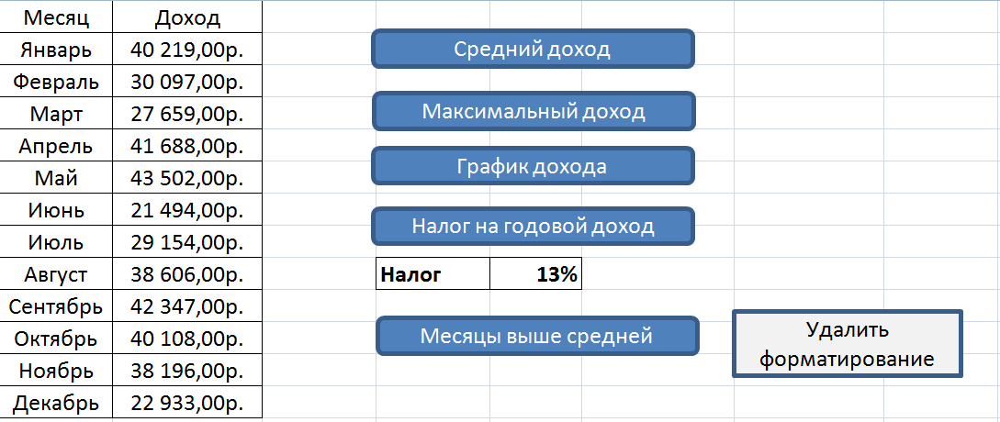 Месяц Доход
Январь 40 219,00р.
Февраль 30 097,00р.
Март 27 659,00р.
Апрель 41 688,00р.
Май 43 502,00р.
Июнь 21 494,00р.
Июль 29 154,00р.
Август 38 606,00р.
Сентябрь 42 347,00р.
Октябрь 40 108,00р.
Ноябрь 38 196,00р.
Декабрь 22 933,00р.
Средний доход
Максимальный доход
График дохода
Налог на годовой доход
Налог 13%
Месяцы выше средней
Удалить
форматирование